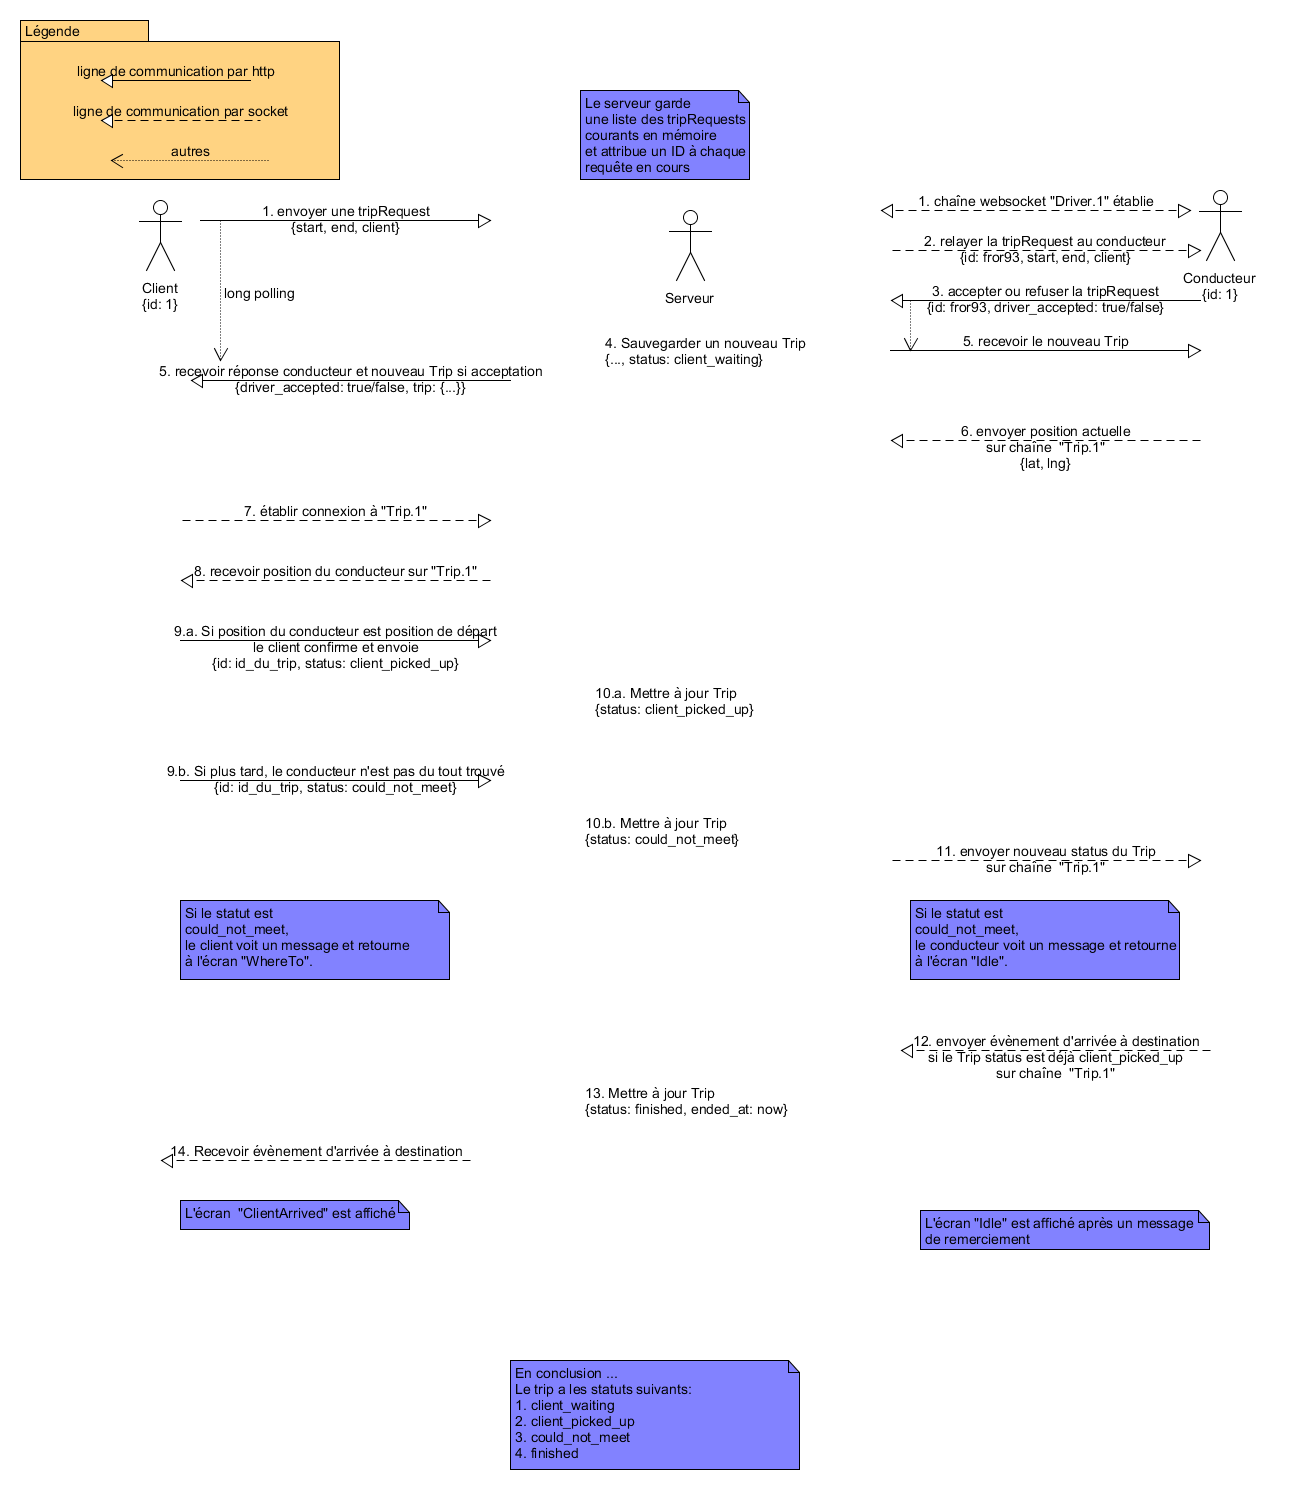 Légende
ligne de communication par http
ligne de communication par socket
autres
Le serveur garde
une liste des tripRequests
courants en mémoire
et attribue un ID à chaque
requête en cours
1. envoyer une tripRequest
{start, end, client}
Client
{id: 1}
long polling
Serveur
1. chaîne websocket "Driver.1" établie
2. relayer la tripRequest au conducteur
{id: fror93, start, end, client}
Conducteur
{id: 1}
3. accepter ou refuser la tripRequest
{id: fror93, driver_accepted: true/false}
4. Sauvegarder un nouveau Trip
{..., status: client_waiting}
5. recevoir le nouveau Trip
5. recevoir réponse conducteur et nouveau Trip si acceptation
{driver_accepted: true/false, trip: {...}}
6. envoyer position actuelle
sur chaîne  "Trip.1"
{lat, lng}
7. établir connexion à "Trip.1"
8. recevoir position du conducteur sur "Trip.1"
9.a. Si position du conducteur est position de départ
le client confirme et envoie
{id: id_du_trip, status: client_picked_up}
10.a. Mettre à jour Trip
{status: client_picked_up}
9.b. Si plus tard, le conducteur n'est pas du tout trouvé
{id: id_du_trip, status: could_not_meet}
10.b. Mettre à jour Trip
{status: could_not_meet}
11. envoyer nouveau status du Trip
sur chaîne  "Trip.1"
Si le statut est
could_not_meet,
le client voit un message et retourne
à l'écran "WhereTo".
Si le statut est
could_not_meet,
le conducteur voit un message et retourne
à l'écran "Idle".
12. envoyer évènement d'arrivée à destination
si le Trip status est déjà client_picked_up
sur chaîne  "Trip.1"
13. Mettre à jour Trip
{status: finished, ended_at: now}
14. Recevoir évènement d'arrivée à destination
L'écran  "ClientArrived" est affiché
L'écran "Idle" est affiché après un message
de remerciement
En conclusion ...
Le trip a les statuts suivants:
1. client_waiting
2. client_picked_up
3. could_not_meet
4. finished